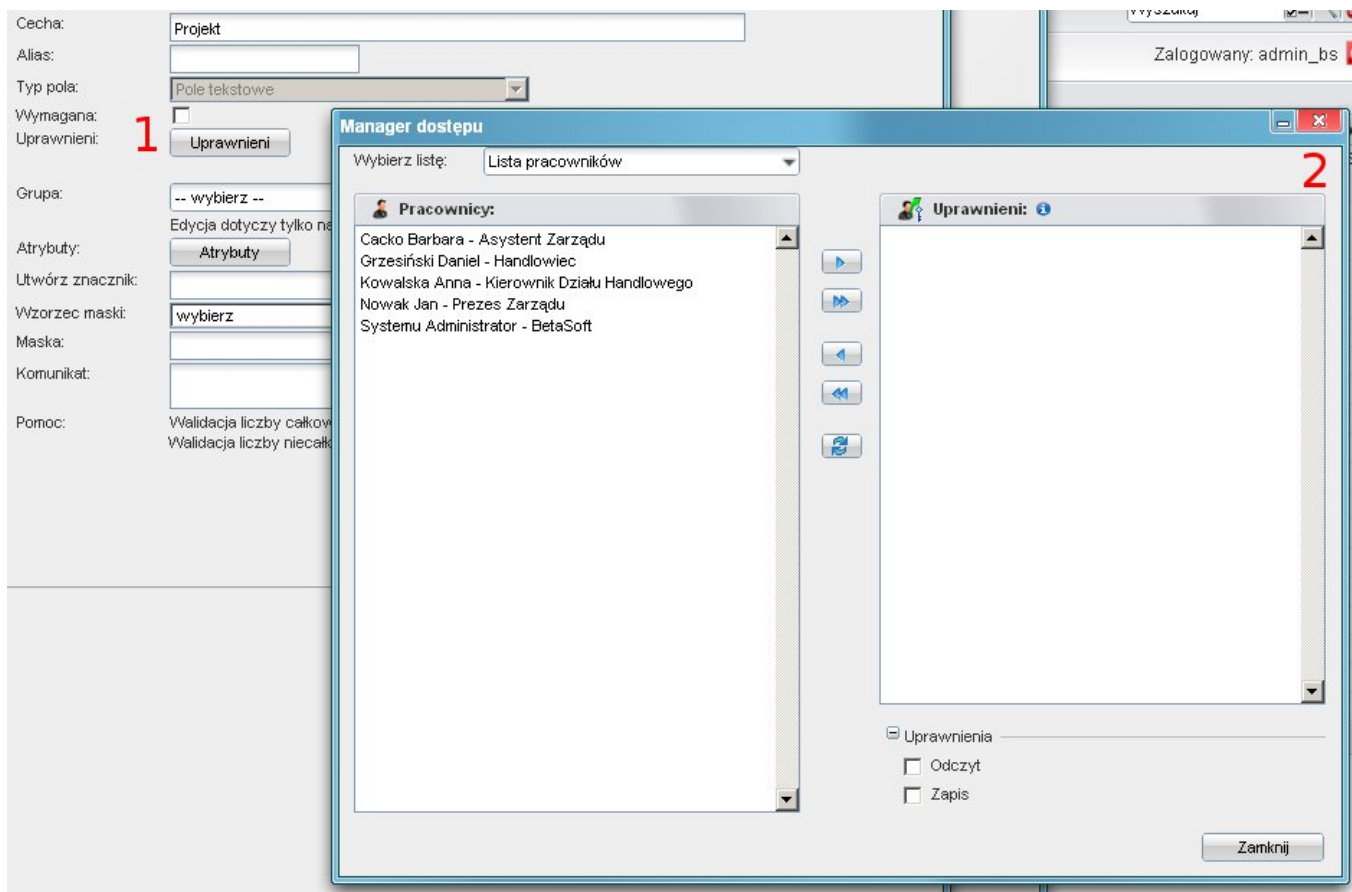 Cecha:
Projekt
Wyszukaj
Alias:
Zalogowany: admin_bs
Typ pola:
Pole tekstowe
Wymagana:
Uprawnieni:
1
Uprawnieni
Grupa:
-- wybierz --
Edycja dotyczy tylko
Atrybuty:
Atrybuty
Utwórz znacznik:
Wzorzec maski:
wybierz
Maska:
Komunikat:
Pomoc:
Walidacja liczby
Walidacja liczby
Manager dostępu
2
Wybierz listę:
Lista pracowników
Pracownicy:
Cacko Barbara - Asystent Zarządu
Grzesiński Daniel - Handlowiec
Kowalska Anna - Kierownik Działu Handlowego
Nowak Jan - Prezes Zarządu
Systemu Administrator - BetaSoft
Uprawnieni:
Uprawnienia
Odczyt
Zapis
Zamknij